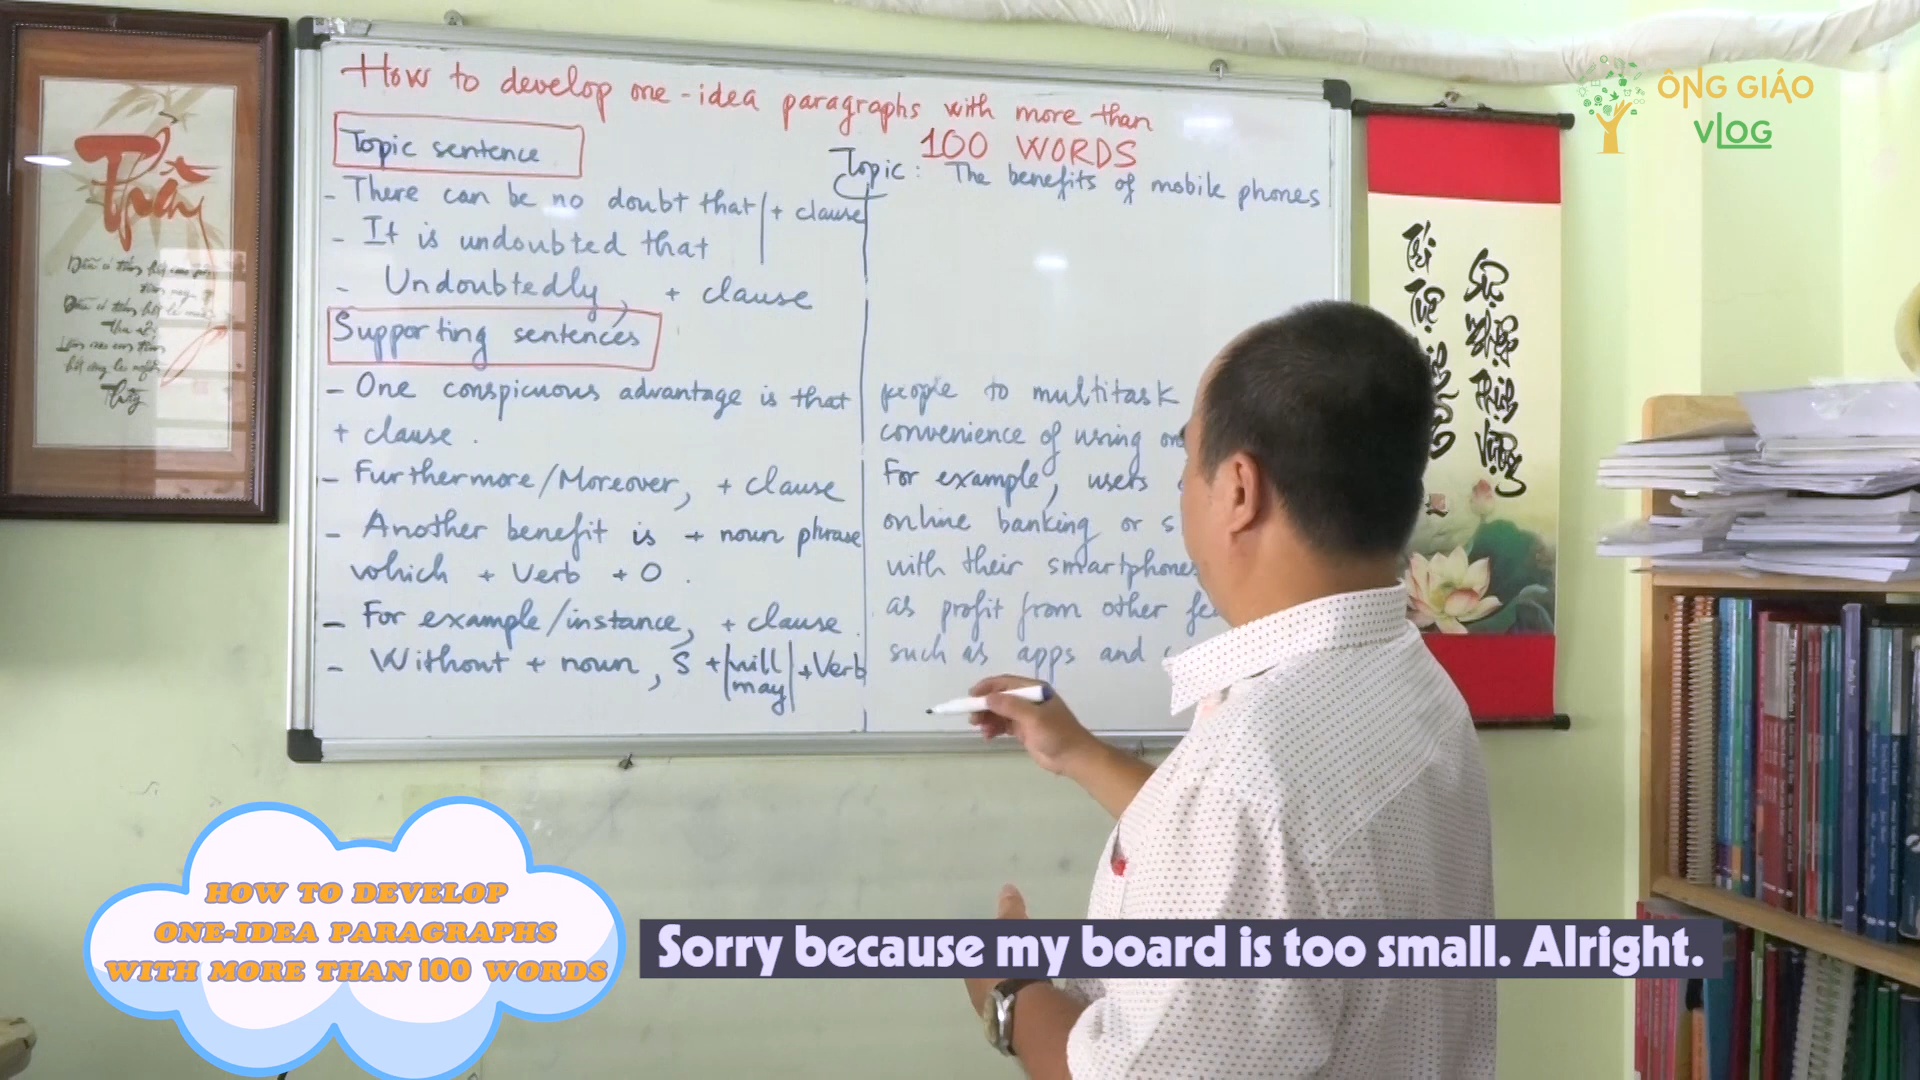 How to develop one-idea paragraphs with more than
100 WORDS
Topic sentence
- There can be no doubt that + clause
- It is undoubted that
- Undoubtedly, + clause
Supporting sentences
- One conspicuous advantage is that
+ clause.
- Furthermore/Moreover, + clause
- Another benefit is + noun phrase
which + Verb + O.
- For example/instance, + clause.
- Without + noun, S + will + Verb
may
Topic: The benefits of mobile phones
people to multitask
convenience of using
For example, users
online banking or
with their smartphones
as profit from other
such as apps and
ÔNG GIÁO
VLOG
Thầy
HOW TO DEVELOP
ONE-IDEA PARAGRAPHS
WITH MORE THAN 100 WORDS
Sorry because my board is too small. Alright.